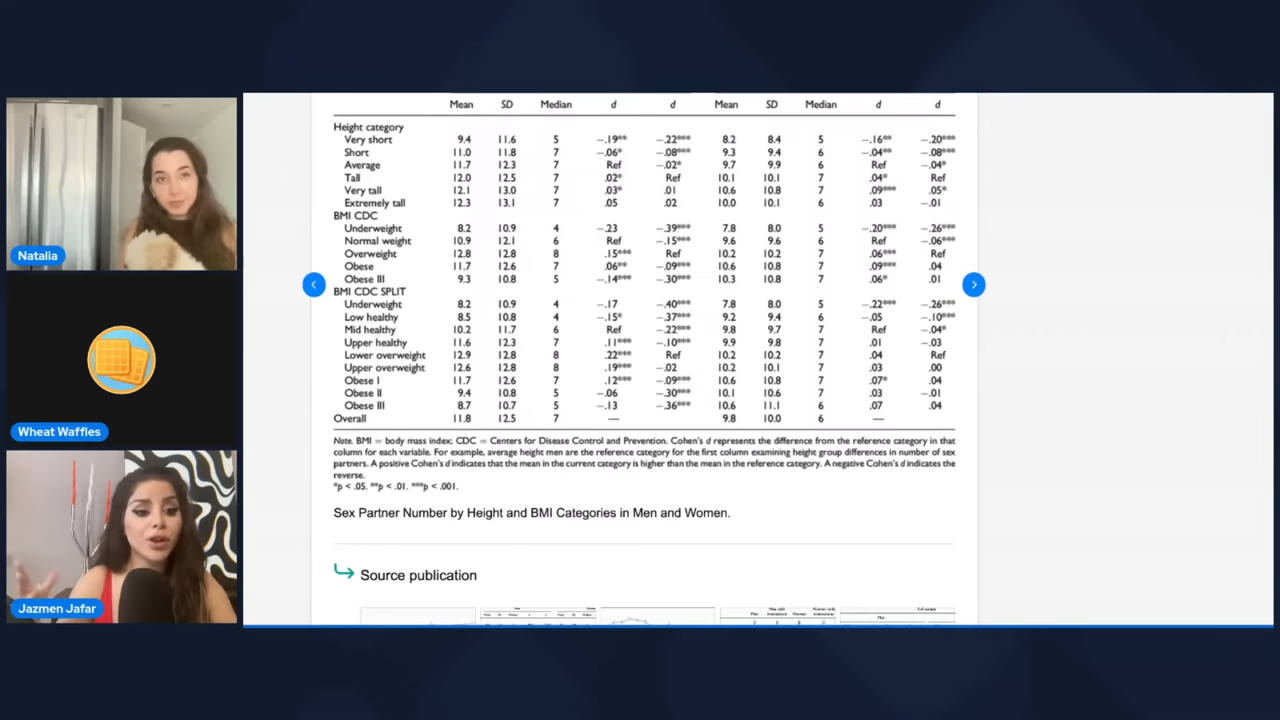 Natalia
Wheat Waffles
Jazmen Jafar
Mean SD Median d d Mean SD Median d d
Height category
Very short 9.4 11.6 5 –.19** –.22*** 8.2 8.4 5 –.16** –.20***
Short 11.0 11.8 7 –.06* –.08*** 9.3 9.4 6 –.04** –.08***
Average 11.7 12.3 7 Ref –.02* 9.7 9.9 6 Ref –.04*
Tall 12.0 12.5 7 .02* Ref 10.1 10.1 7 .04* Ref
Very tall 12.1 13.0 7 .03* .01 10.6 10.8 7 .09*** .05*
Extremely tall 12.3 13.1 7 .05 .02 10.0 10.1 6 .03 –.01
BMI CDC
Underweight 8.2 10.9 4 –.23 –.39*** 7.8 8.0 5 –.20*** –.26***
Normal weight 10.9 12.1 6 Ref –.15*** 9.6 9.6 6 Ref –.06***
Overweight 12.8 12.8 8 .15*** Ref 10.2 10.2 7 .06*** Ref
Obese 11.7 12.6 7 .06** –.09*** 10.6 10.8 7 .09*** .04
Obese III 9.3 10.8 5 –.14*** –.30*** 10.3 10.8 7 .06* .01
BMI CDC SPLIT
Underweight 8.2 10.9 4 –.17 –.40*** 7.8 8.0 5 –.22*** –.26***
Low healthy 8.5 10.8 4 –.15* –.37*** 9.2 9.4 6 –.05 –.10***
Mid healthy 10.2 11.7 6 Ref –.22*** 9.8 9.7 7 Ref –.04*
Upper healthy 11.6 12.3 7 .11*** –.10*** 9.9 9.8 7 .01 –.03
Lower overweight 12.9 12.8 8 .22*** Ref 10.2 10.2 7 .04 Ref
Upper overweight 12.6 12.8 8 .19*** –.02 10.2 10.1 7 .03 .00
Obese I 11.7 12.6 7 .12*** –.09*** 10.6 10.8 7 .07* .04
Obese II 9.4 10.8 5 –.06 –.30*** 10.1 10.6 7 .03 –.01
Obese III 8.7 10.7 5 –.13 –.36*** 10.6 11.1 6 .07 .04
Overall 11.8 12.5 7 — 9.8 10.0 6 —
Note. BMI = body mass index; CDC = Centers for Disease Control and Prevention. Cohen's d represents the difference from the reference category in that
column for each variable. For example, average height men are the reference category for the first column examining height group differences in number of sex
partners. A positive Cohen's d indicates that the mean in the current category is higher than the mean in the reference category. A negative Cohen's d indicates the
reverse.
*p < .05. **p < .01. ***p < .001.
Sex Partner Number by Height and BMI Categories in Men and Women.
Source publication